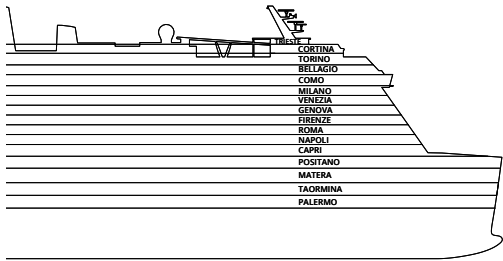 TRIESTE
CORTINA
TORINO
BELLAGIO
COMO
MILANO
VENEZIA
GENOVA
FIRENZE
ROMA
NAPOLI
CAPRI
POSITANO
MATERA
TAORMINA
PALERMO